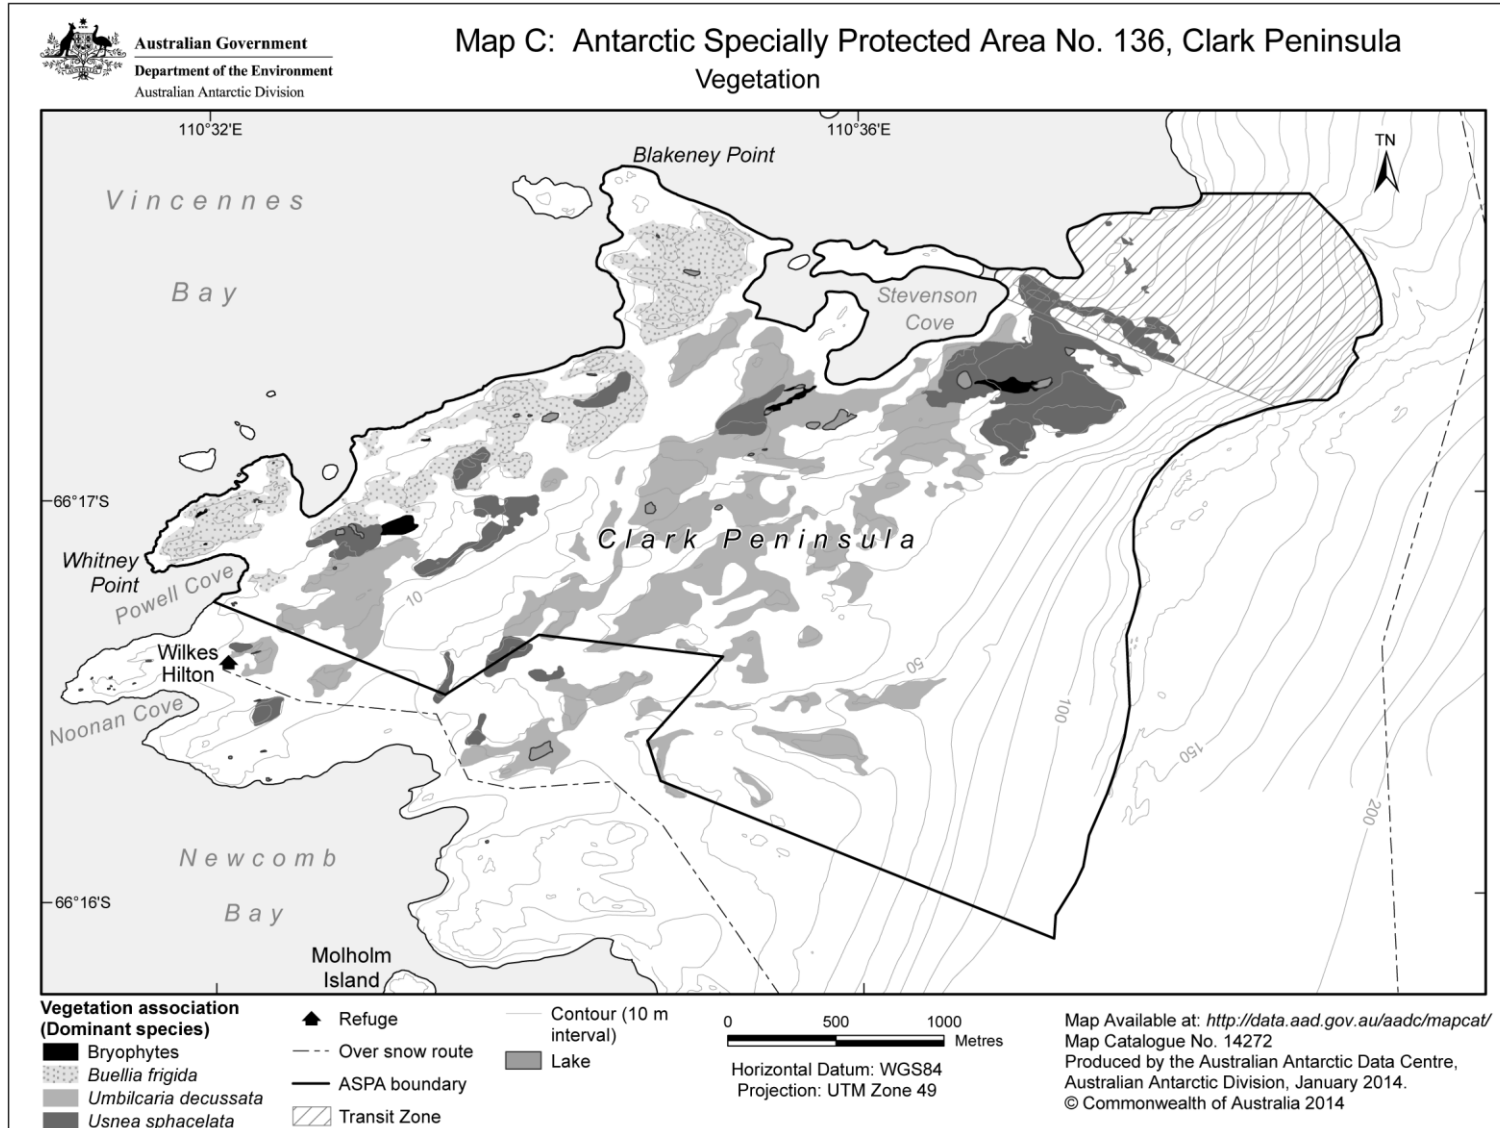 Australian Government
Department of the Environment
Australian Antarctic Division
Map C: Antarctic Specially Protected Area No. 136, Clark Peninsula
Vegetation
110°32'E
110°36'E
TN
Blakeney Point
Vincennes
Bay
Stevenson
Cove
66°17'S
Clark Peninsula
Whitney
Point
Powell Cove
10
Wilkes
Hilton
50
Noonan Cove
100
150
200
Newcomb
Bay
66°16'S
Molholm
Island
Vegetation association
(Dominant species)
Bryophytes
Buellia frigida
Umbilcaria decussata
Usnea sphacelata
Refuge
Over snow route
ASPA boundary
Transit Zone
Contour (10 m
interval)
Lake
0 500 1000
Metres
Horizontal Datum: WGS84
Projection: UTM Zone 49
Map Available at: http://data.aad.gov.au/aadc/mapcat/
Map Catalogue No. 14272
Produced by the Australian Antarctic Data Centre,
Australian Antarctic Division, January 2014.
© Commonwealth of Australia 2014